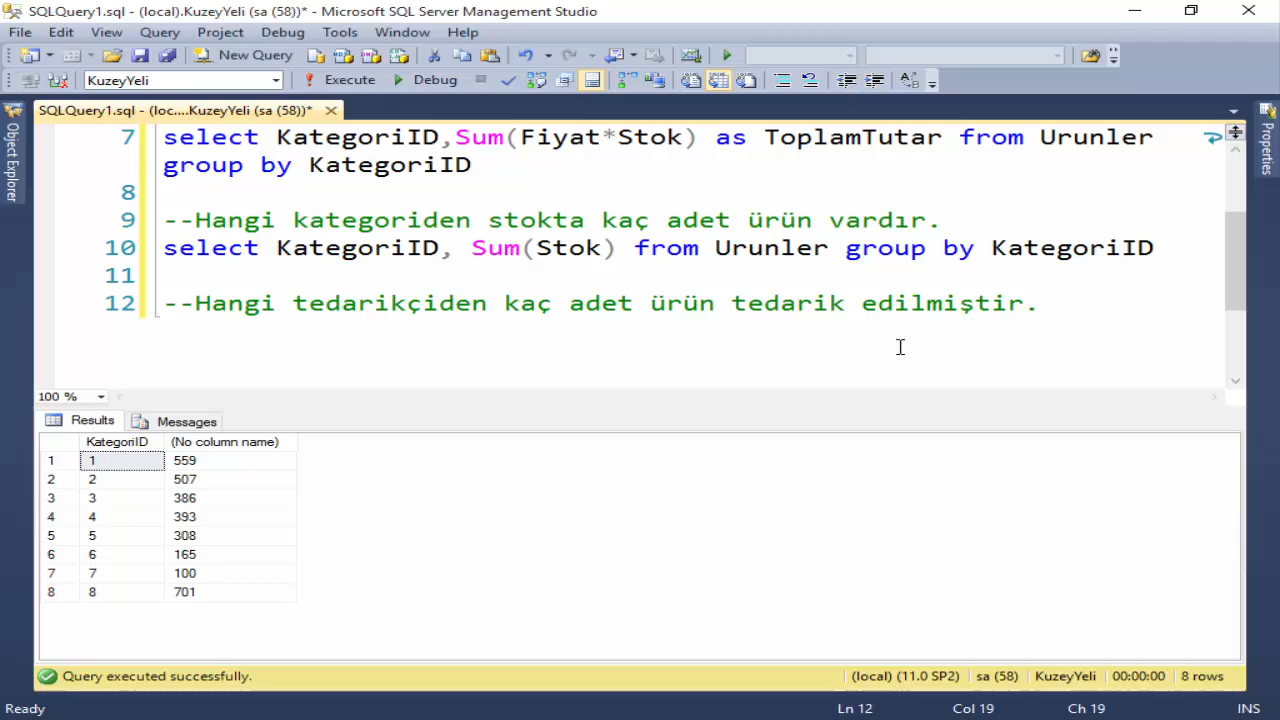 SQLQuery1.sql - (local).KuzeyYeli (sa (58))* - Microsoft SQL Server Management Studio
File Edit View Query Project Debug Tools Window Help
New Query
KuzeyYeli Execute Debug
SQLQuery1.sql - (loc....KuzeyYeli (sa (58))*
Object Explorer
Properties
7 select KategoriID,Sum(Fiyat*Stok) as ToplamTutar from Urunler
group by KategoriID
8
9 --Hangi kategoriden stokta kaç adet ürün vardır.
10 select KategoriID, Sum(Stok) from Urunler group by KategoriID
11
12 --Hangi tedarikçiden kaç adet ürün tedarik edilmiştir.
100 %
Results Messages
KategoriID (No column name)
1 1 559
2 2 507
3 3 386
4 4 393
5 5 308
6 6 165
7 7 100
8 8 701
Query executed successfully. (local) (11.0 SP2) sa (58) KuzeyYeli 00:00:00 8 rows
Ready Ln 12 Col 19 Ch 19 INS